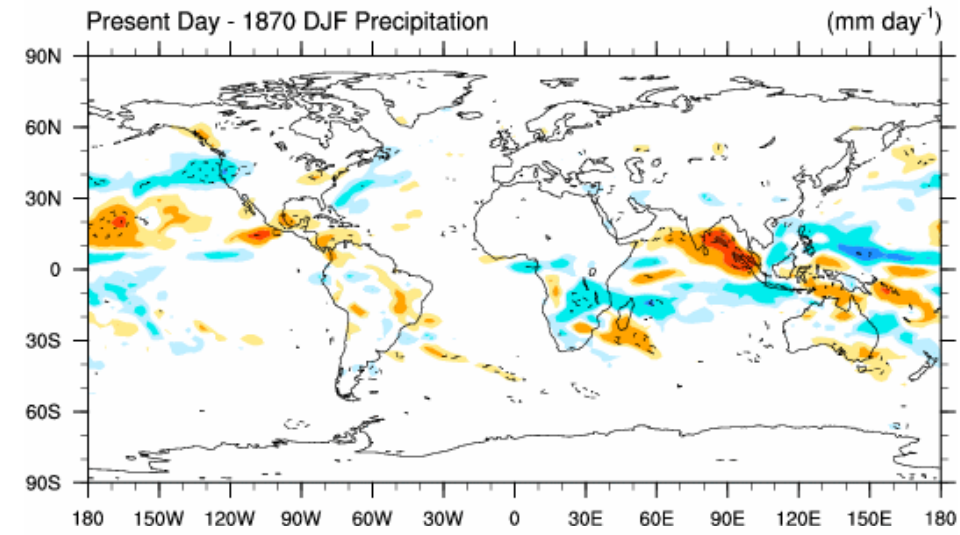 Present Day - 1870 DJF Precipitation (mm day-1)
90N
60N
30N
0
30S
60S
90S
180 150W 120W 90W 60W 30W 0 30E 60E 90E 120E 150E 180